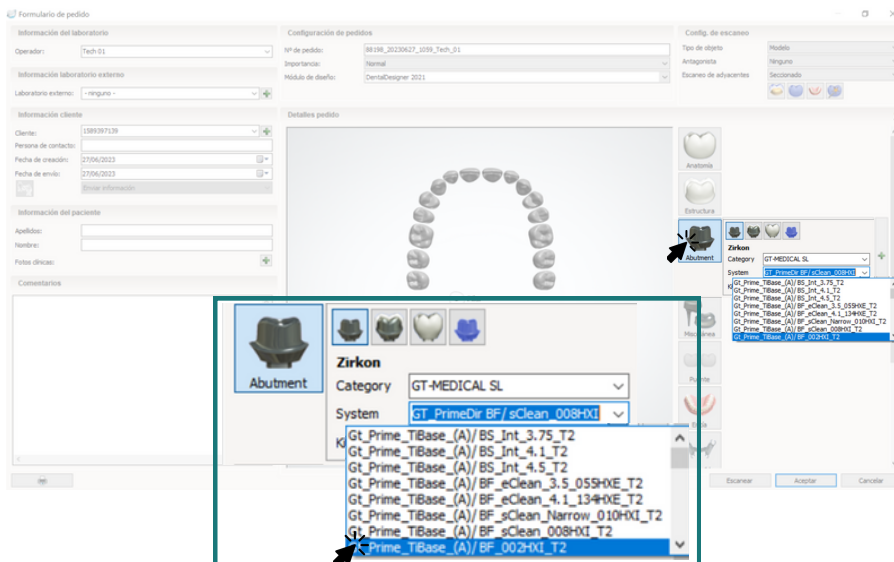 Formulario de pedido
Información del laboratorio
Operador: Tech 01
Información laboratorio externo
Laboratorio externo: - ninguno -
Información cliente
Cliente: 1589397139
Persona de contacto:
Fecha de creación: 27/06/2023
Fecha de envío: 27/06/2023
Enviar información
Información del paciente
Apellidos:
Nombre:
Fotos clínicas:
Comentarios
Configuración de pedidos
Nº de pedido: 98198_20230627_1059_Tech_01
Importancia: Normal
Módulo de diseño: DentalDesigner 2021
Detalles pedido
Config. de escaneo
Tipo de objeto Modelo
Antagonista Ninguno
Escaneo de adyacentes Seccionado
Anatomía
Estructura
Abutment
Zirkon
Category GT-MEDICAL SL
System GT_PrimeDir BF/ sClean_008HXI
Gt_Prime_TiBase_(A)/ BS_Int_3.75_T2
Gt_Prime_TiBase_(A)/ BS_Int_4.1_T2
Gt_Prime_TiBase_(A)/ BS_Int_4.5_T2
Gt_Prime_TiBase_(A)/ BF_eClean_3.5_055HXE_T2
Gt_Prime_TiBase_(A)/ BF_eClean_4.1_134HXE_T2
Gt_Prime_TiBase_(A)/ BF_sClean_Narrow_010HXI_T2
Gt_Prime_TiBase_(A)/ BF_sClean_008HXI_T2
Gt_Prime_TiBase_(A)/ BF_002HXI_T2
Puente
Escanear
Aceptar
Cancelar
Abutment
Zirkon
Category GT-MEDICAL SL
System GT_PrimeDir BF/ sClean_008HXI
Gt_Prime_TiBase_(A)/ BS_Int_3.75_T2
Gt_Prime_TiBase_(A)/ BS_Int_4.1_T2
Gt_Prime_TiBase_(A)/ BS_Int_4.5_T2
Gt_Prime_TiBase_(A)/ BF_eClean_3.5_055HXE_T2
Gt_Prime_TiBase_(A)/ BF_eClean_4.1_134HXE_T2
Gt_Prime_TiBase_(A)/ BF_sClean_Narrow_010HXI_T2
Gt_Prime_TiBase_(A)/ BF_sClean_008HXI_T2
Prime_TiBase_(A)/ BF_002HXI_T2